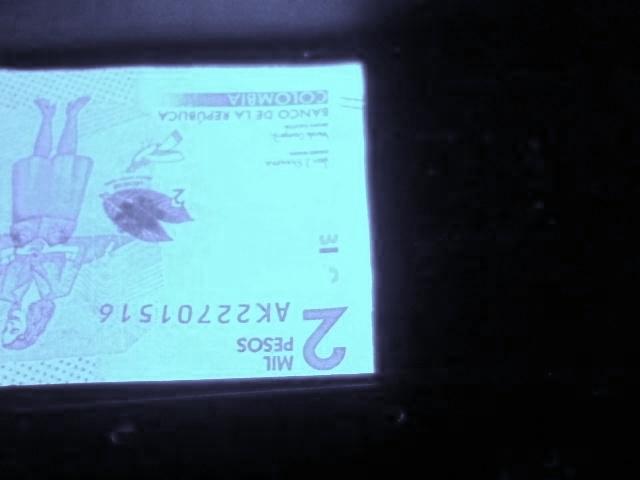 2 MIL
PESOS
AK22701516
2
BANCO DE LA REPÚBLICA
COLOMBIA